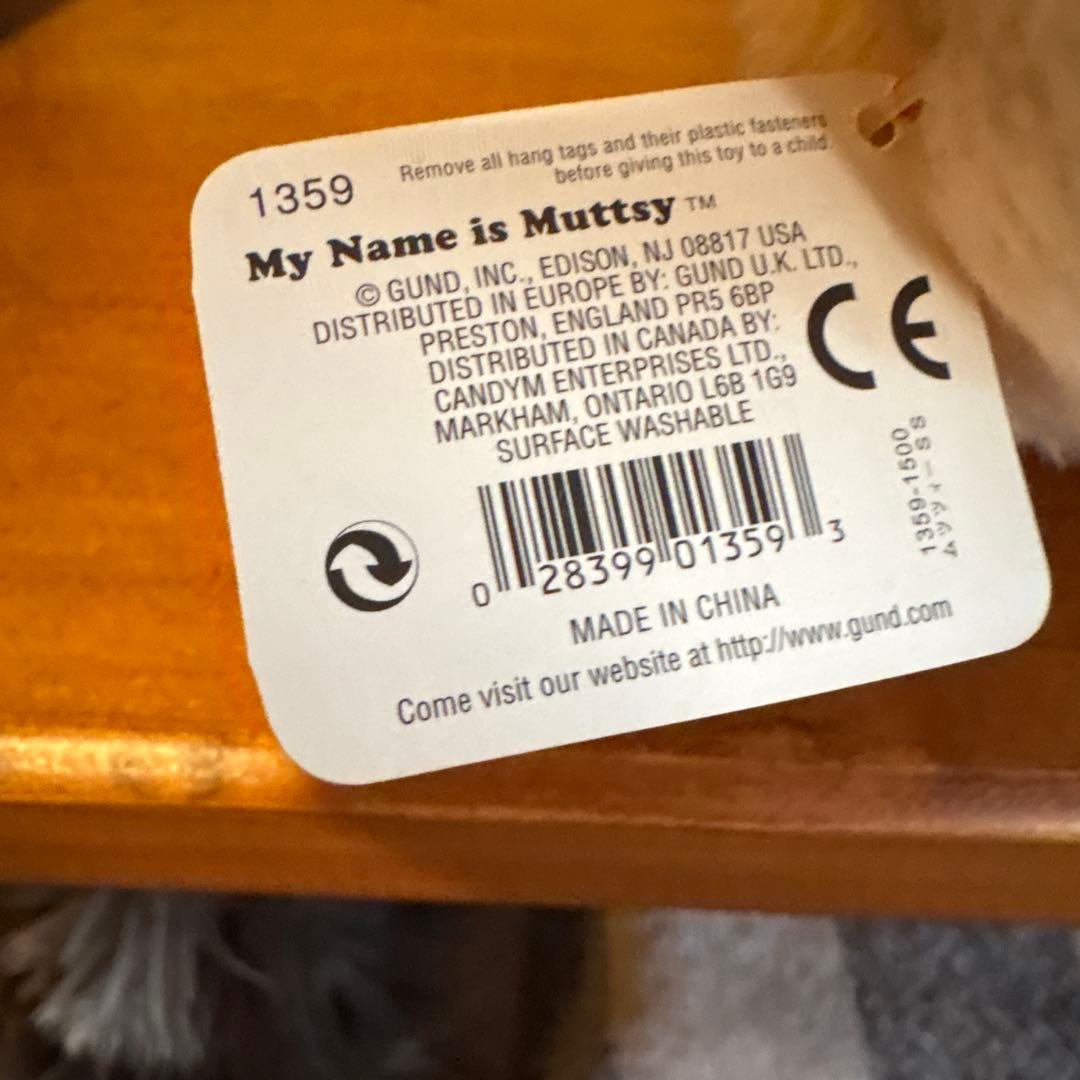 1359
Remove all hang tags and their plastic fasteners
before giving this toy to a child.
My Name is Muttsy ™
© GUND, INC., EDISON, NJ 08817 USA
DISTRIBUTED IN EUROPE BY: GUND U.K. LTD.,
PRESTON, ENGLAND PR5 6BP
DISTRIBUTED IN CANADA BY:
CANDYM ENTERPRISES LTD.,
MARKHAM, ONTARIO L6B 1G9
SURFACE WASHABLE
CE
1359-1500
0 28399 01359 3
MADE IN CHINA
Come visit our website at http://www.gund.com